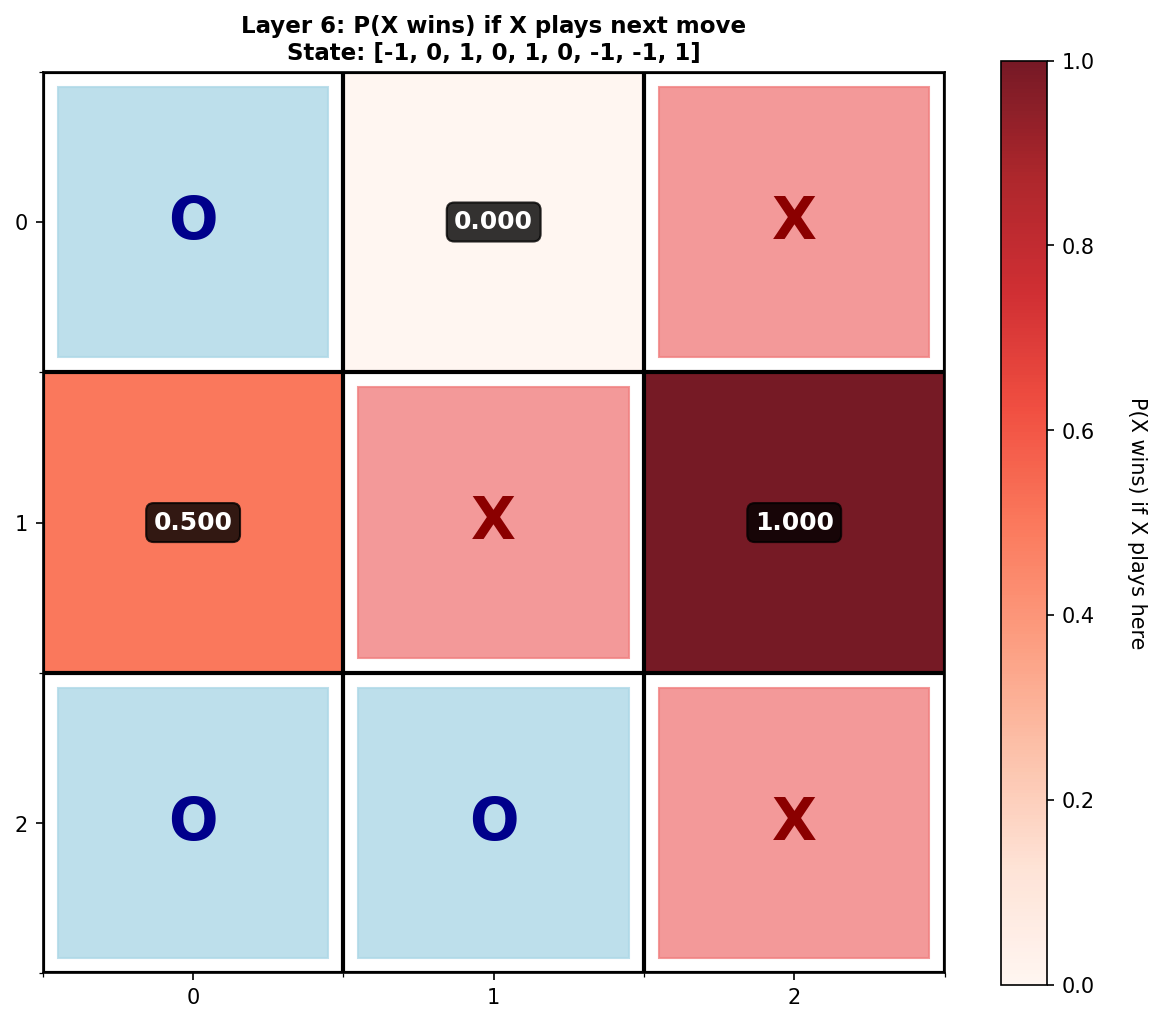 Layer 6: P(X wins) if X plays next move
State: [-1, 0, 1, 0, 1, 0, -1, -1, 1]
0
O
0.000
X
1
0.500
X
1.000
2
O
O
X
0
1
2
1.0
0.8
0.6
0.4
0.2
0.0
P(X wins) if X plays here